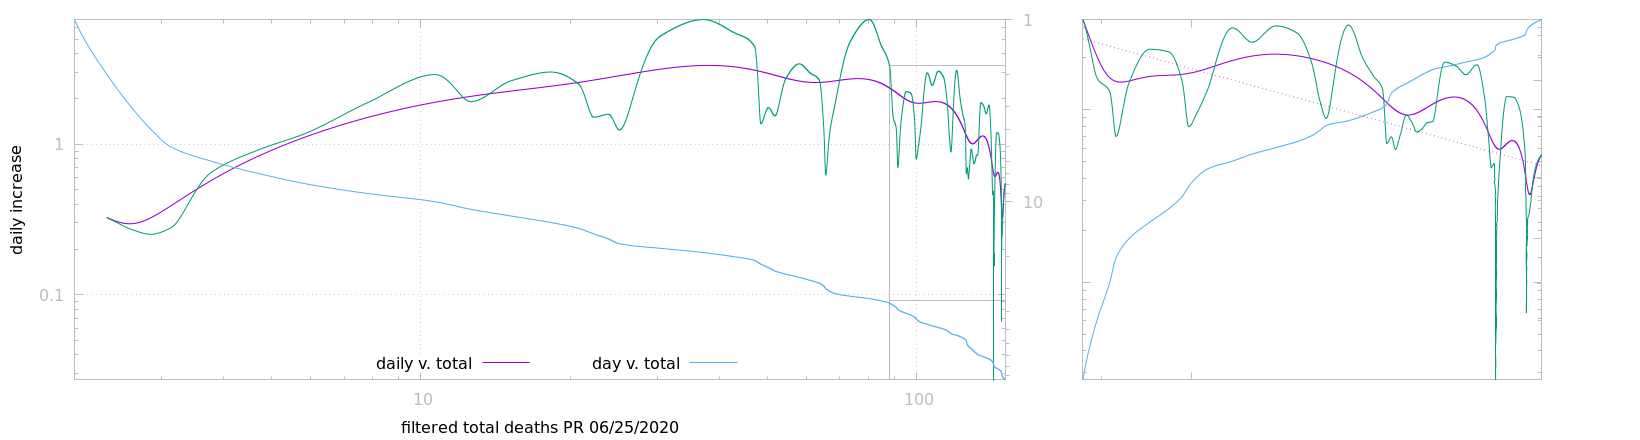 1
1
10
0.1
daily increase
daily v. total
day v. total
10
100
filtered total deaths PR 06/25/2020